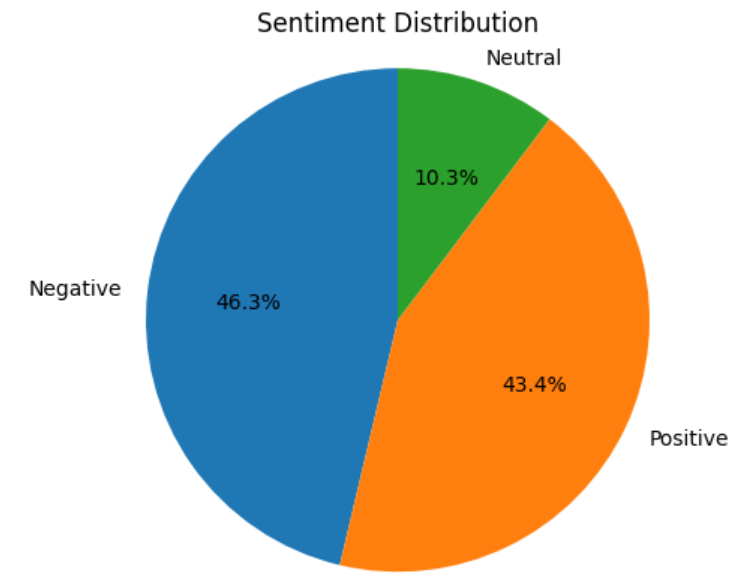 Sentiment Distribution
Neutral
10.3%
Negative
46.3%
43.4%
Positive